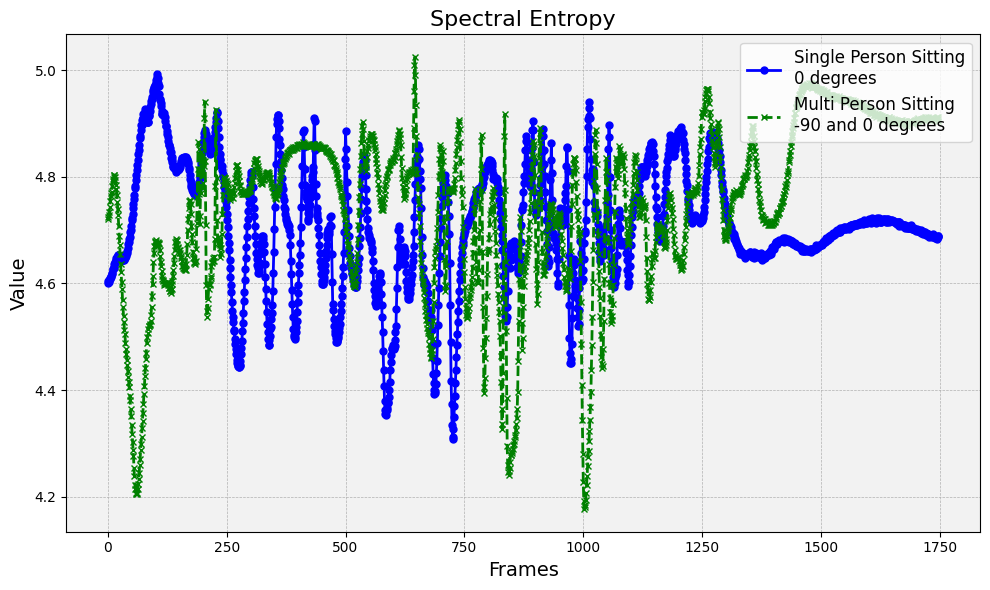 Spectral Entropy
Single Person Sitting
0 degrees
Multi Person Sitting
-90 and 0 degrees
Value
5.0
4.8
4.6
4.4
4.2
0
250
500
750
1000
1250
1500
1750
Frames